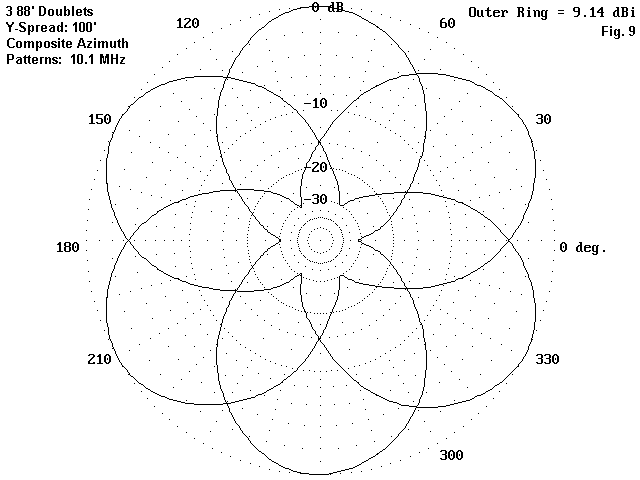 3 88' Doublets
Y-Spread: 100'
Composite Azimuth
Patterns: 10.1 MHz
120
0 dB
60
Outer Ring = 9.14 dBi
Fig. 9
150
-10
30
-20
-30
180
0 deg.
210
330
300